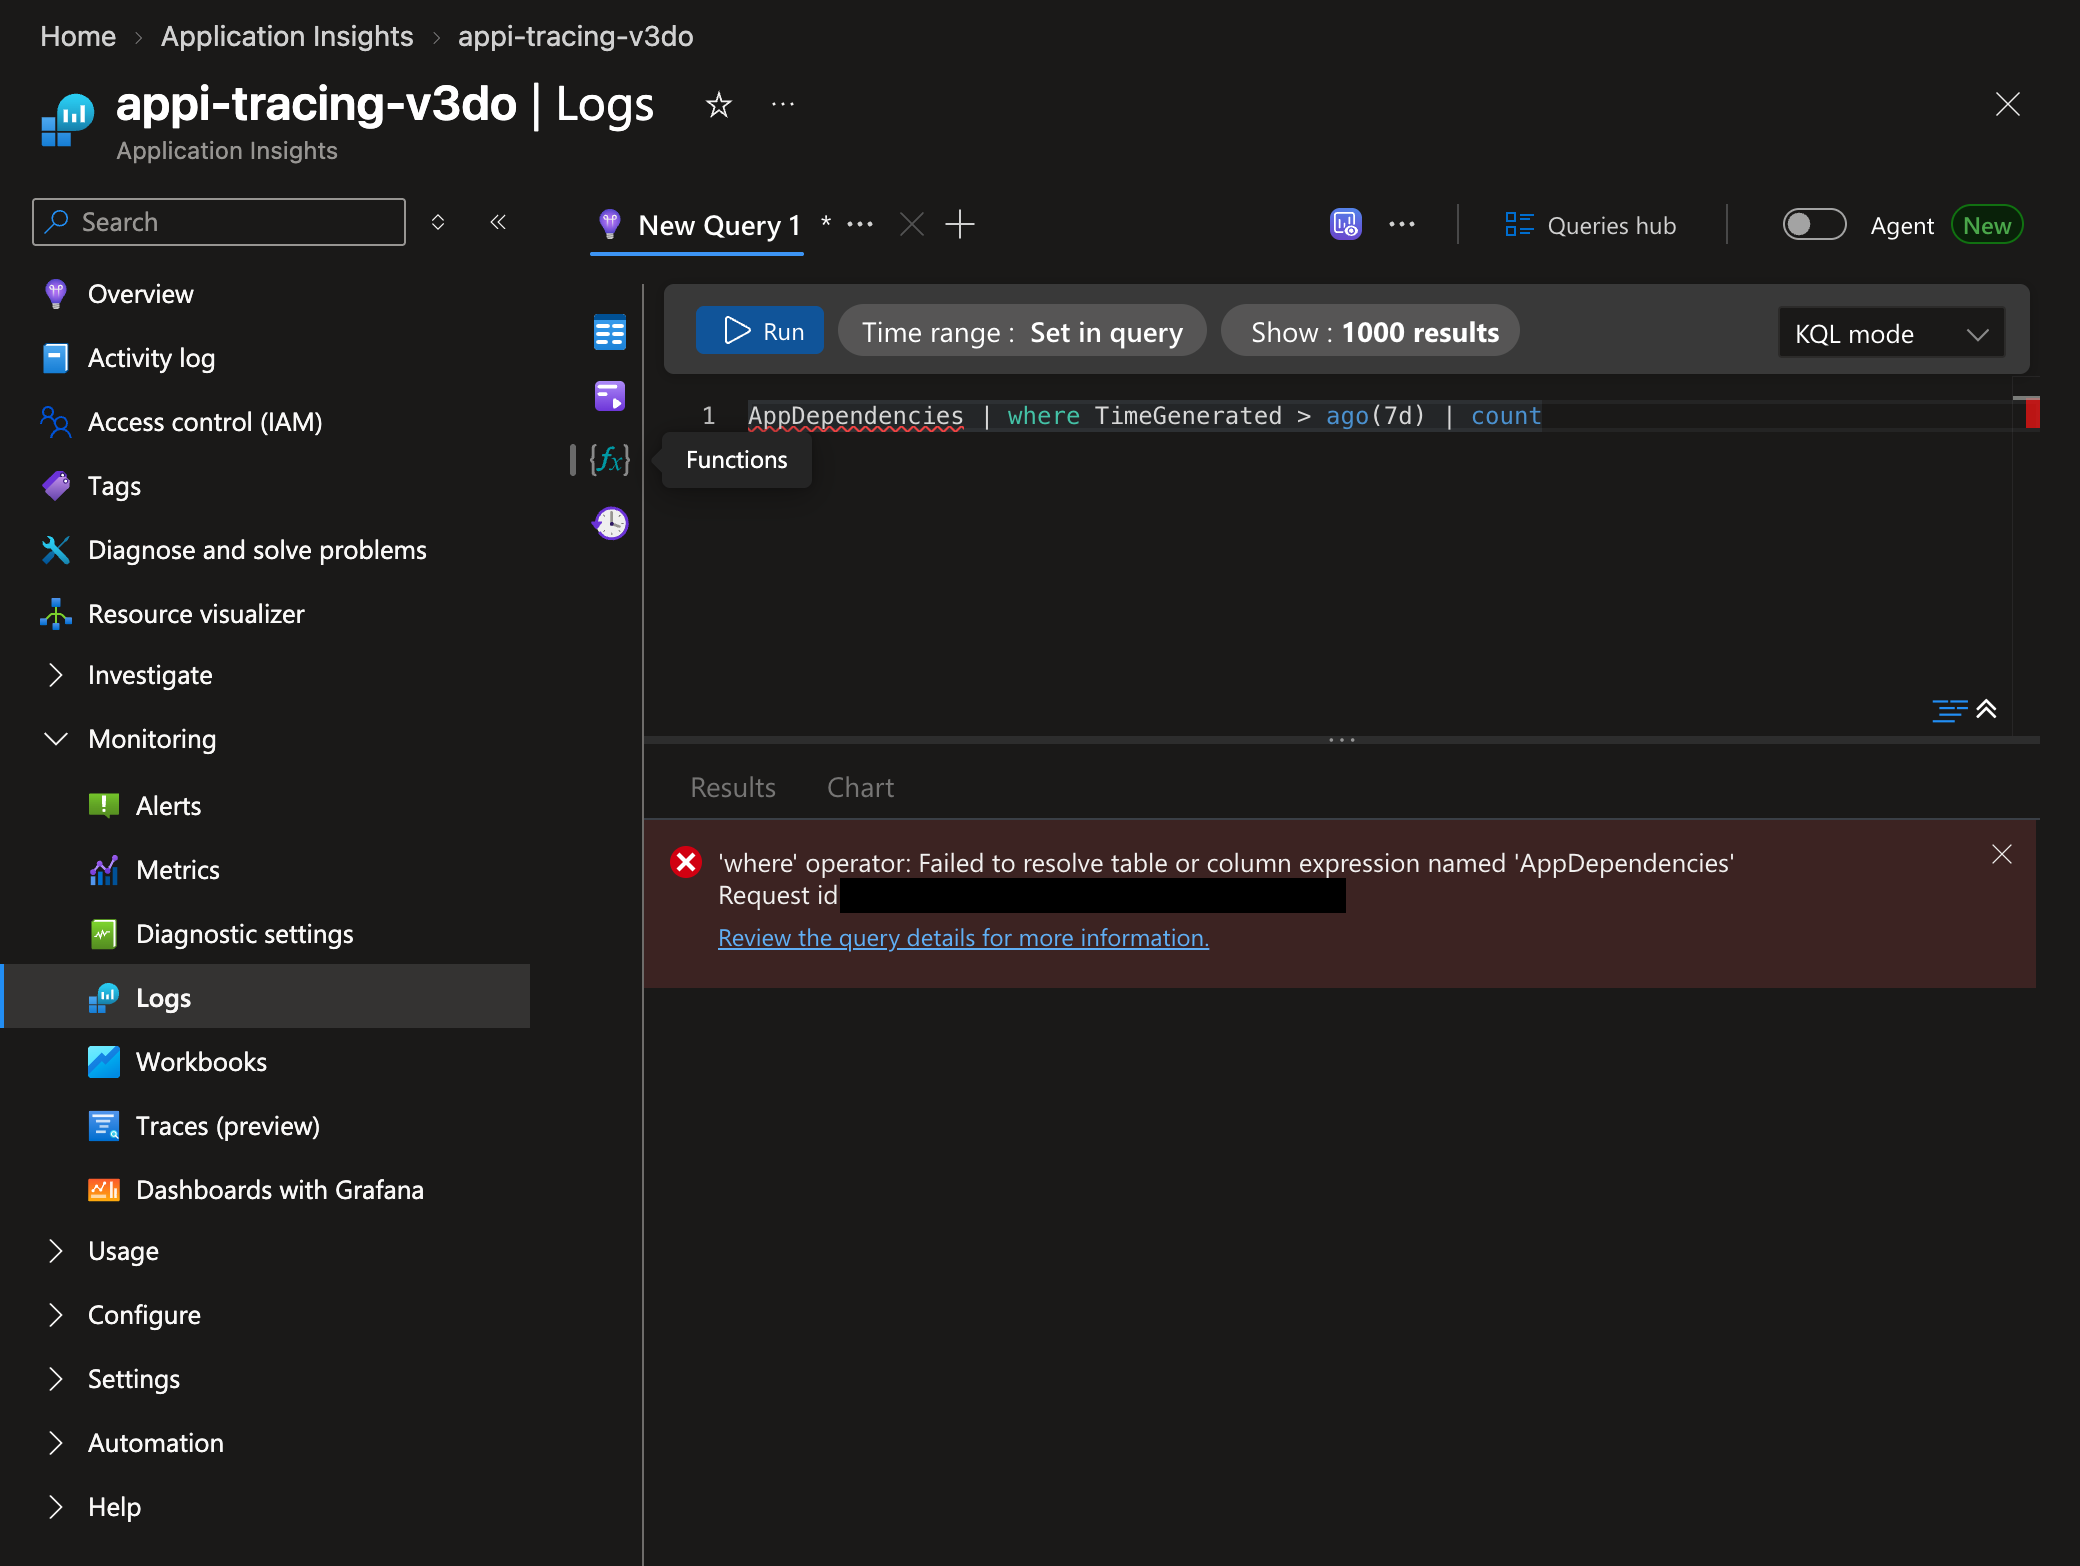 Home > Application Insights > appi-tracing-v3do
appi-tracing-v3do | Logs
Application Insights
Search
New Query 1 *
Queries hub
Agent
New
Overview
Activity log
Access control (IAM)
Tags
Diagnose and solve problems
Resource visualizer
Investigate
Monitoring
Alerts
Metrics
Diagnostic settings
Logs
Workbooks
Traces (preview)
Dashboards with Grafana
Usage
Configure
Settings
Automation
Help
Run
Time range : Set in query
Show : 1000 results
KQL mode
1 AppDependencies | where TimeGenerated > ago(7d) | count
{fx}
Functions
Results
Chart
'where' operator: Failed to resolve table or column expression named 'AppDependencies'
Request id
Review the query details for more information.